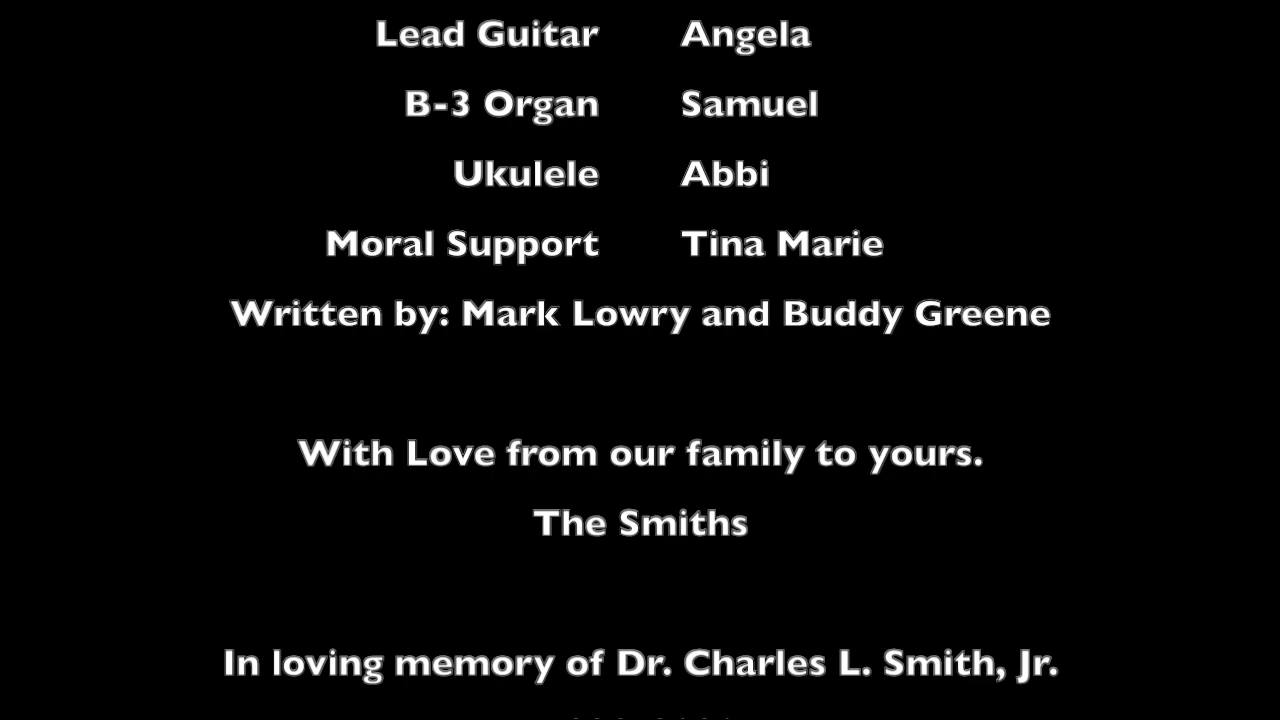 Lead Guitar Angela
B-3 Organ Samuel
Ukulele Abbi
Moral Support Tina Marie
Written by: Mark Lowry and Buddy Greene
With Love from our family to yours.
The Smiths
In loving memory of Dr. Charles L. Smith, Jr.